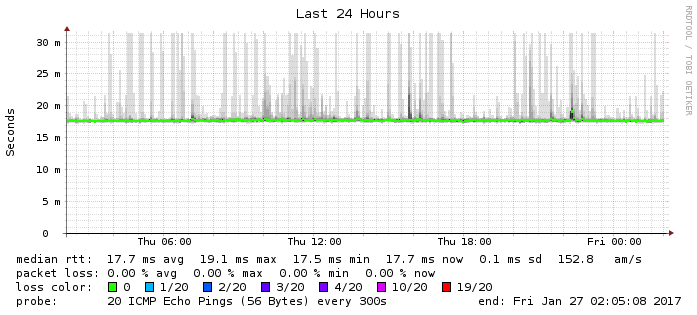 Last 24 Hours
RRDTOOL / TOBI OETIKER
Seconds
30 m
25 m
20 m
15 m
10 m
5 m
0
Thu 06:00 Thu 12:00 Thu 18:00 Fri 00:00
median rtt: 17.7 ms avg 19.1 ms max 17.5 ms min 17.7 ms now 0.1 ms sd 152.8 am/s
packet loss: 0.00 % avg 0.00 % max 0.00 % min 0.00 % now
loss color: 0 1/20 2/20 3/20 4/20 10/20 19/20
probe: 20 ICMP Echo Pings (56 Bytes) every 300s end: Fri Jan 27 02:05:08 2017